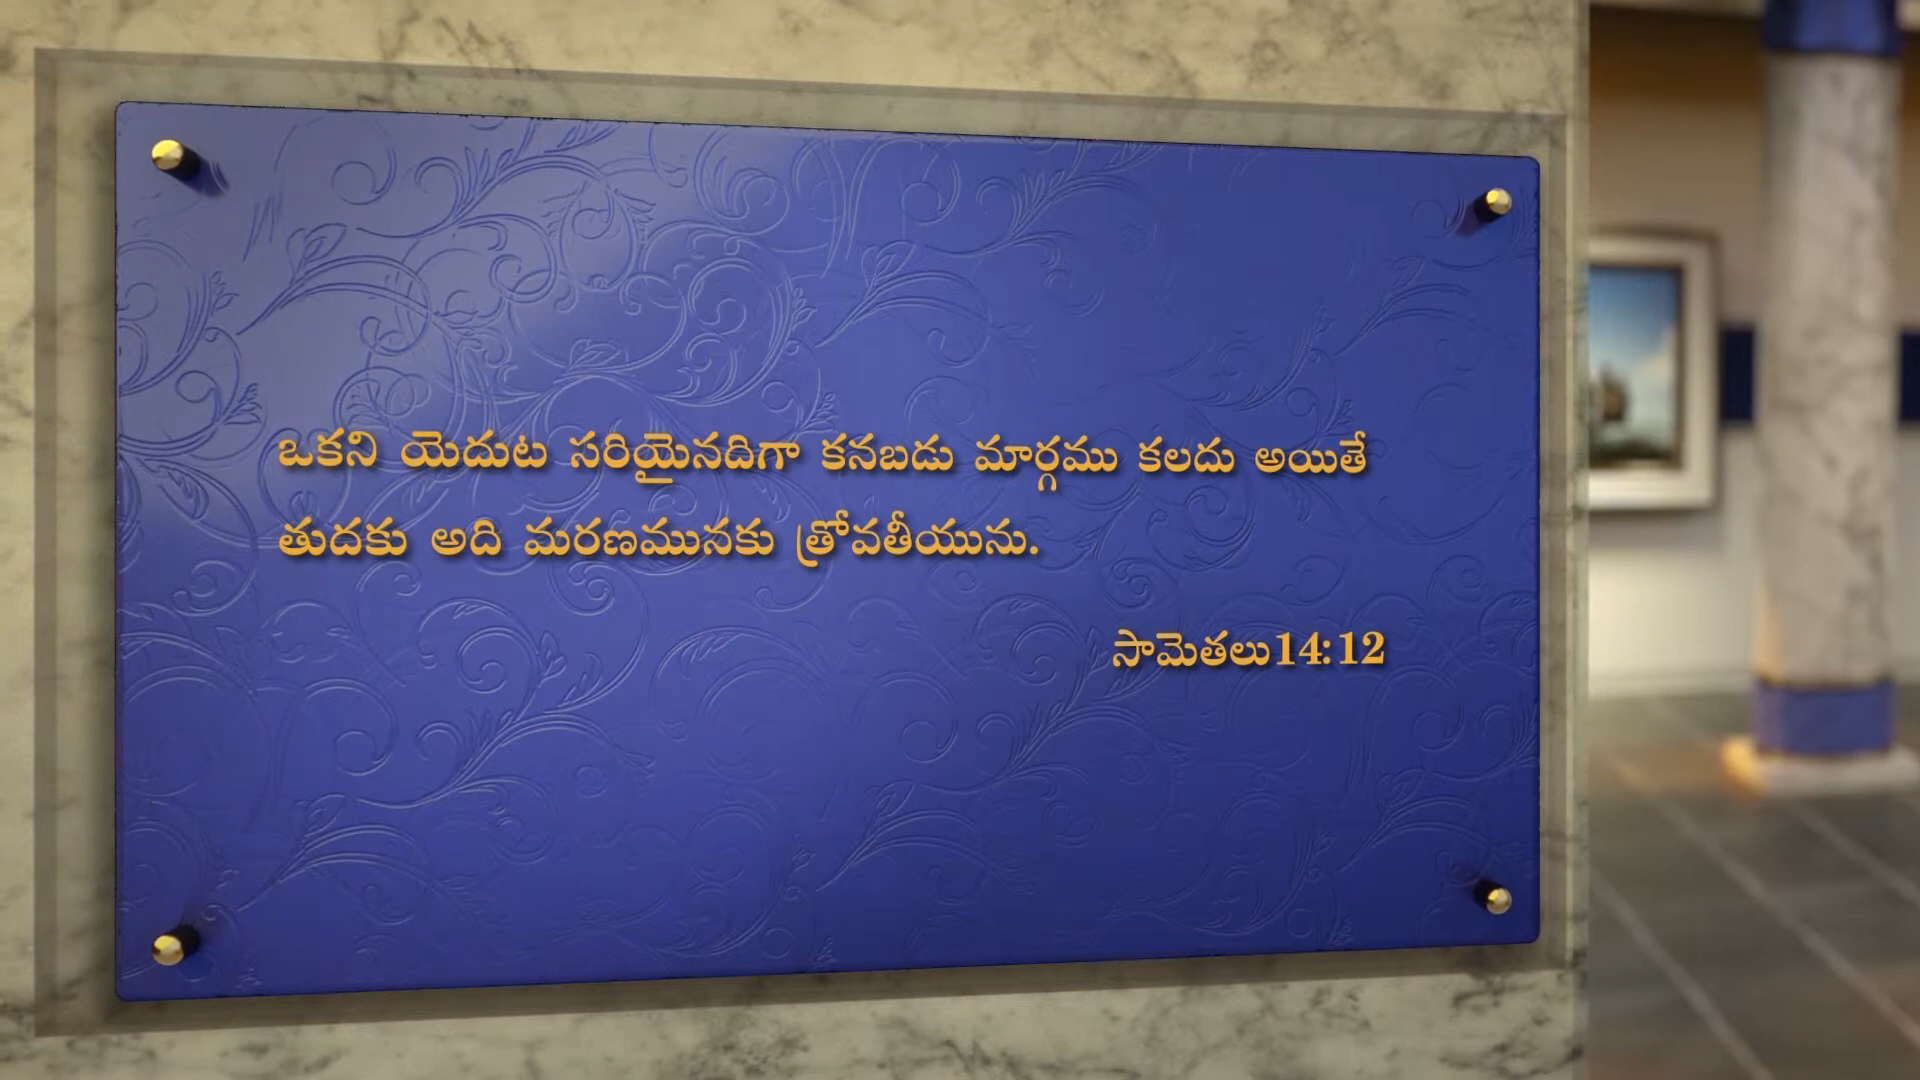 ఒకని యెదుట సరియైనదిగా కనబడు మార్గము కలదు అయితే
తుదకు అది మరణమునకు త్రోవతీయును.
సామెతలు14:12